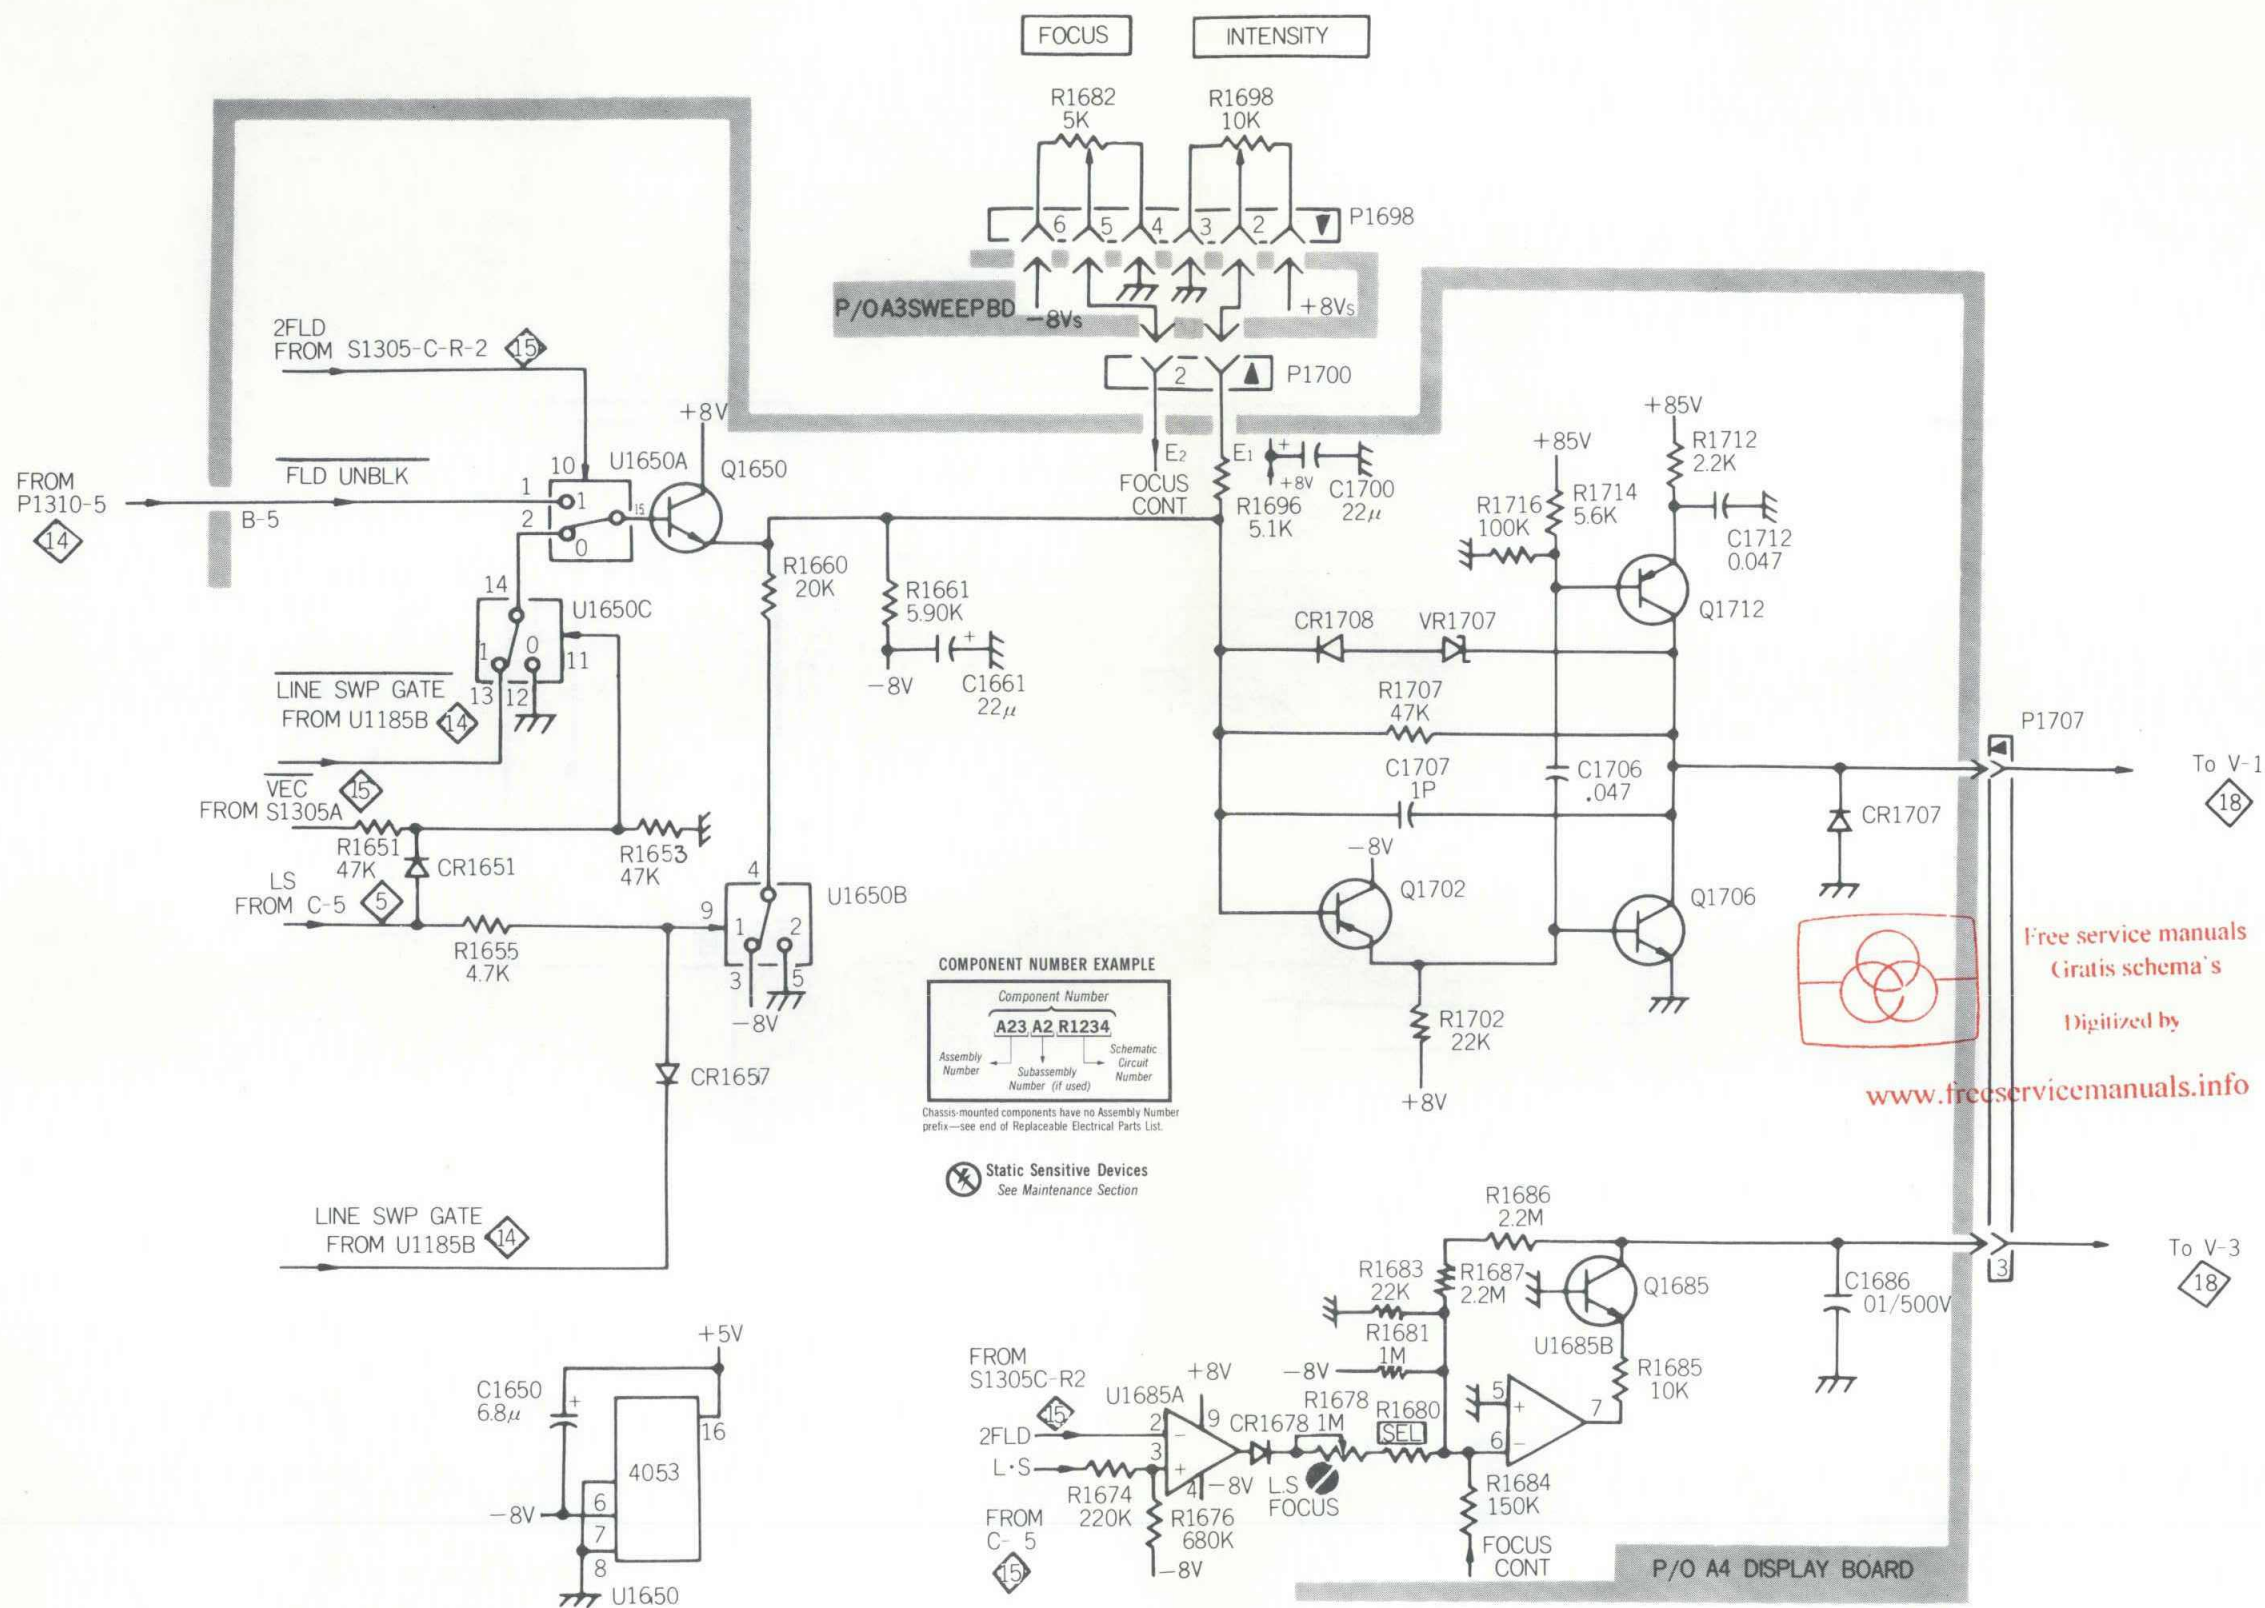 FOCUS
INTENSITY
R1682
5K
R1698
10K
6 5 4 3 2
P1698
P/O A3 SWEEP BD
-8Vs
+8Vs
2
P1700
2FLD
FROM S1305-C-R-2 15
+8V
FROM
P1310-5
14
FLD UNBLK
B-5
10
U1650A
Q1650
1
1
2
0
15
E2
FOCUS
CONT
E1
R1696
5.1K
+
+8V
C1700
22µ
+85V
R1712
2.2K
+85V
R1716
100K
R1714
5.6K
C1712
0.047
Q1712
14
U1650C
1
0
11
13
12
R1660
20K
R1661
5.90K
+
-8V
C1661
22µ
CR1708
VR1707
R1707
47K
C1707
1P
C1706
.047
LINE SWP GATE
FROM U1185B 14
VEC
FROM S1305A
15
R1651
47K
CR1651
R1653
47K
LS
FROM C-5 5
R1655
4.7K
4
U1650B
9
1
2
3
5
-8V
-8V
Q1702
Q1706
R1702
22K
+8V
CR1707
P1707
To V-1
18
Free service manuals
Gratis schema's
Digitized by
www.freeservicemanuals.info
COMPONENT NUMBER EXAMPLE
Component Number
A23 A2 R1234
Assembly
Number
Subassembly
Number (if used)
Schematic
Circuit
Number
Chassis-mounted components have no Assembly Number
prefix—see end of Replaceable Electrical Parts List.
Static Sensitive Devices
See Maintenance Section
CR1657
LINE SWP GATE
FROM U1185B 14
+5V
C1650
6.8µ
+
16
4053
-8V
6
7
8
U1650
R1686
2.2M
R1683
22K
R1687
2.2M
R1681
1M
-8V
Q1685
U1685B
R1685
10K
C1686
01/500V
3
To V-3
18
FROM
S1305C-R2
15
2FLD
L·S
U1685A
+8V
2
-
3
+
9
4
-8V
CR1678
R1678
1M
R1680
SEL
L.S
FOCUS
5
+
6
-
7
R1674
220K
R1676
680K
-8V
FROM
C- 5
15
R1684
150K
FOCUS
CONT
P/O A4 DISPLAY BOARD